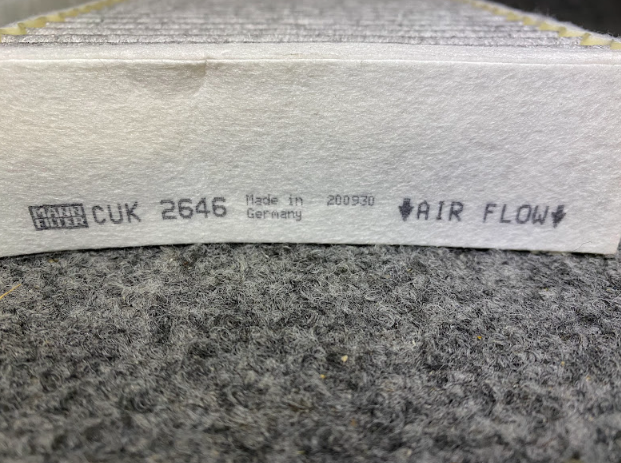 MANN FILTER CUK 2646 Made in Germany 200930 ↓AIR FLOW↓